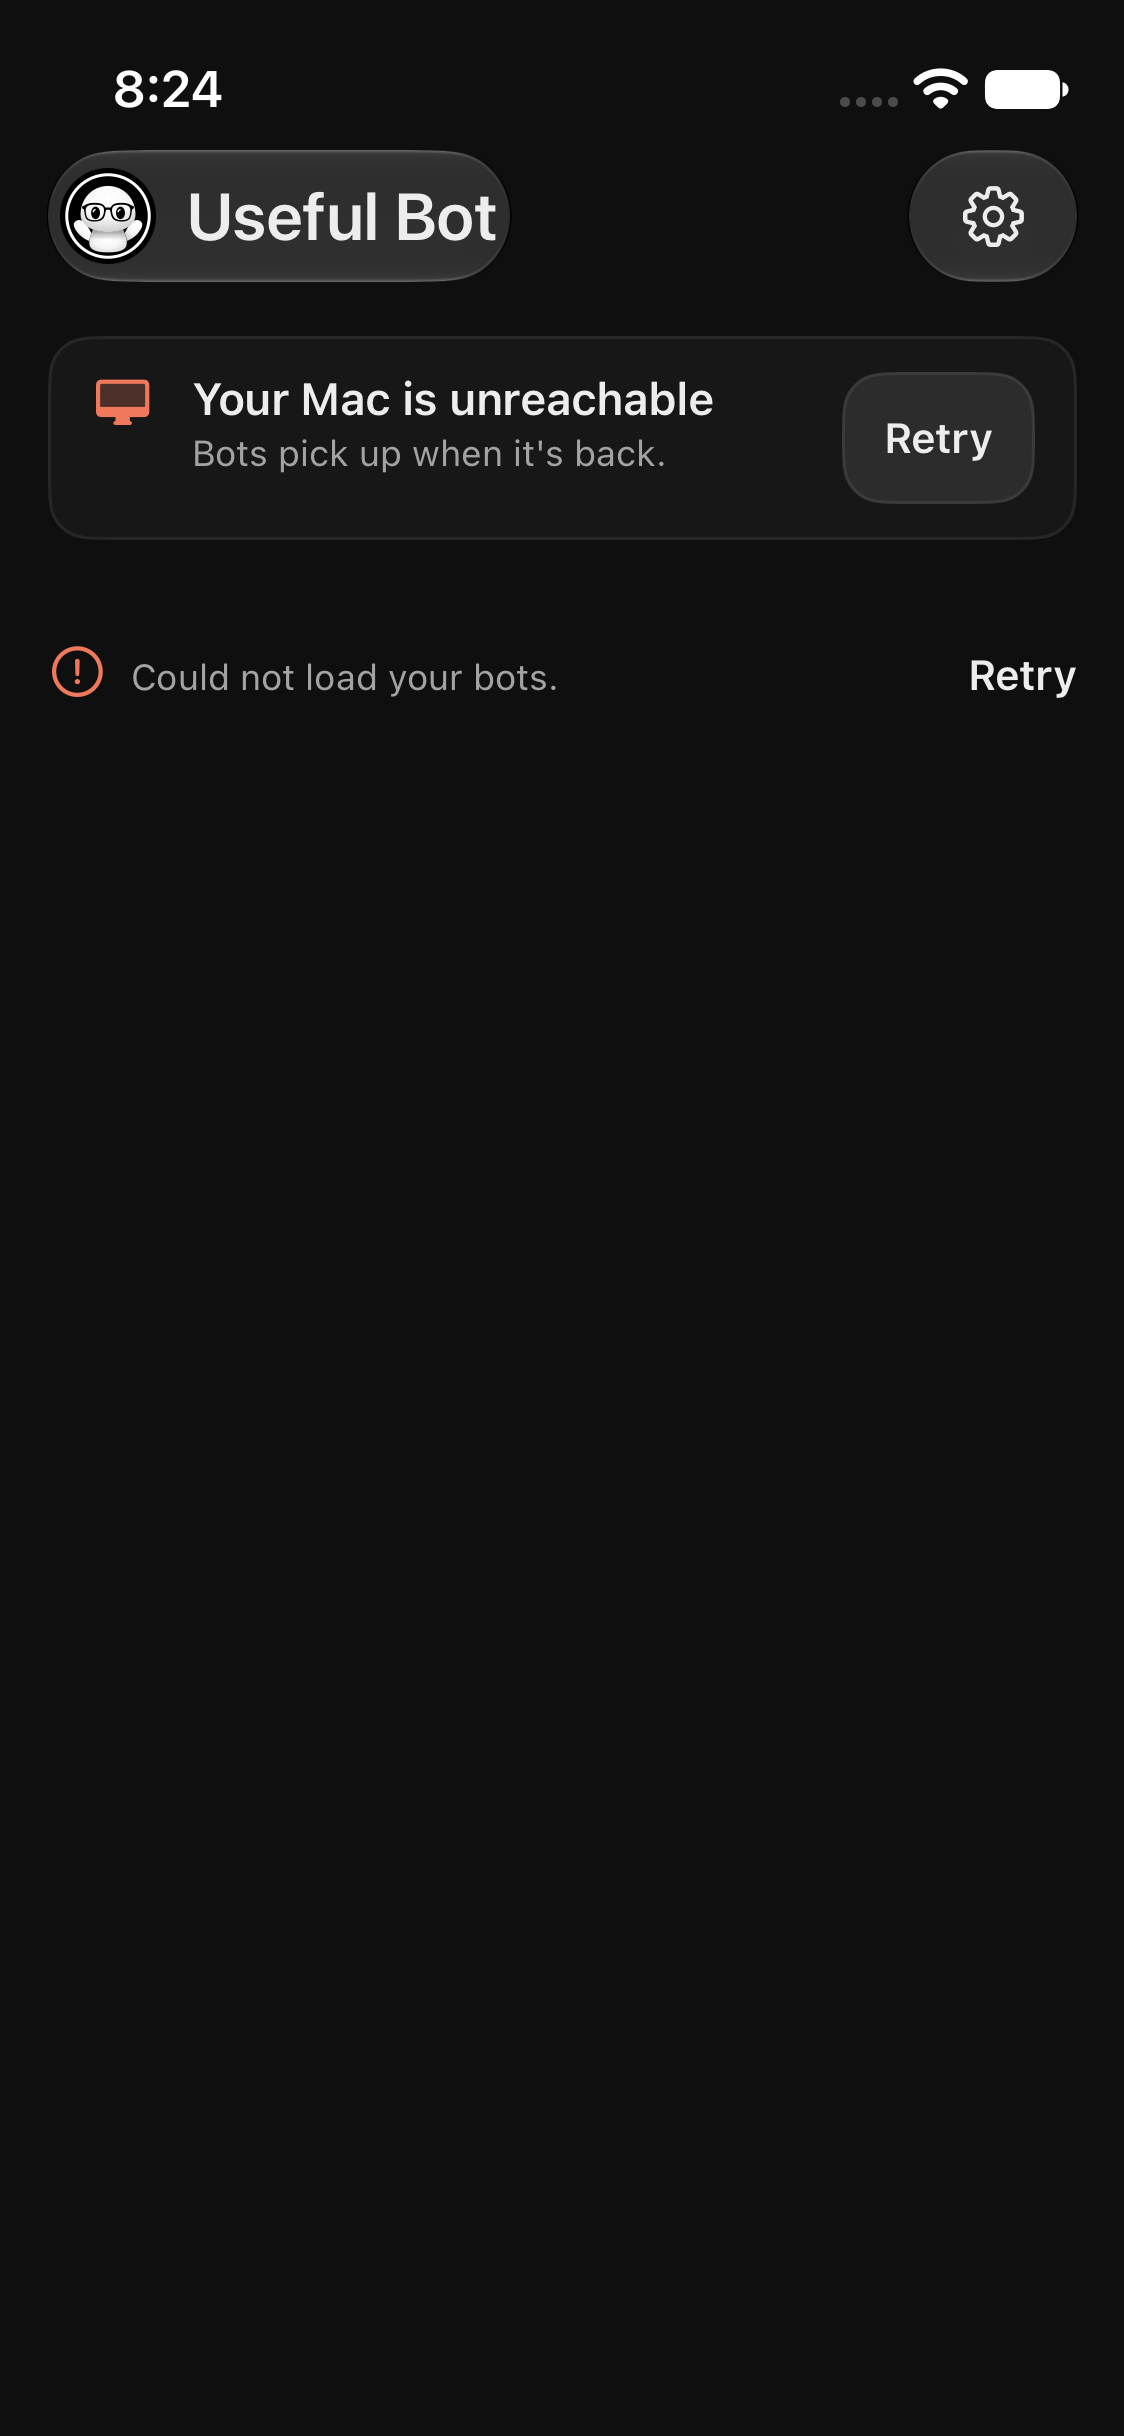 8:24
Useful Bot
Your Mac is unreachable
Bots pick up when it's back.
Retry
Could not load your bots.
Retry